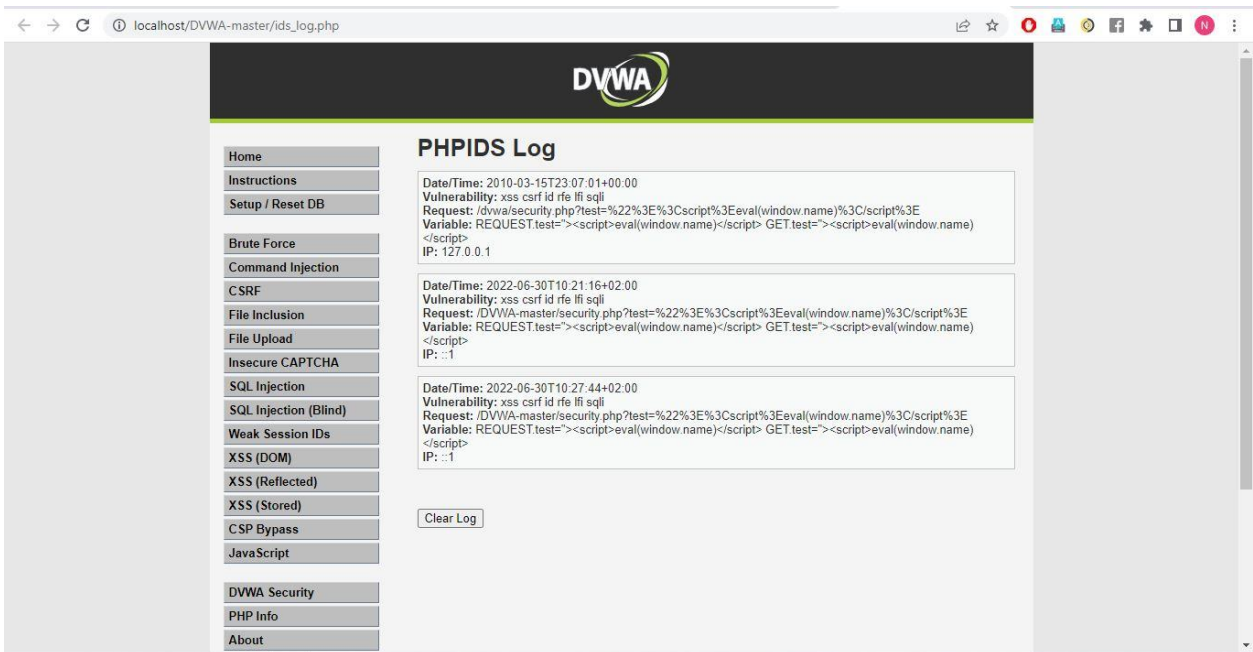 localhost/DVWA-master/ids_log.php
N
DVWA
Home
Instructions
Setup / Reset DB
Brute Force
Command Injection
CSRF
File Inclusion
File Upload
Insecure CAPTCHA
SQL Injection
SQL Injection (Blind)
Weak Session IDs
XSS (DOM)
XSS (Reflected)
XSS (Stored)
CSP Bypass
JavaScript
DVWA Security
PHP Info
About
PHPIDS Log
Date/Time: 2010-03-15T23:07:01+00:00
Vulnerability: xss csrf id rfe lfi sqli
Request: /dvwa/security.php?test=%22%3E%3Cscript%3Eeval(window.name)%3C/script%3E
Variable: REQUEST.test="><script>eval(window.name)</script> GET.test="><script>eval(window.name)
</script>
IP: 127.0.0.1
Date/Time: 2022-06-30T10:21:16+02:00
Vulnerability: xss csrf id rfe lfi sqli
Request: /DVWA-master/security.php?test=%22%3E%3Cscript%3Eeval(window.name)%3C/script%3E
Variable: REQUEST.test="><script>eval(window.name)</script> GET.test="><script>eval(window.name)
</script>
IP: ::1
Date/Time: 2022-06-30T10:27:44+02:00
Vulnerability: xss csrf id rfe lfi sqli
Request: /DVWA-master/security.php?test=%22%3E%3Cscript%3Eeval(window.name)%3C/script%3E
Variable: REQUEST.test="><script>eval(window.name)</script> GET.test="><script>eval(window.name)
</script>
IP: ::1
Clear Log